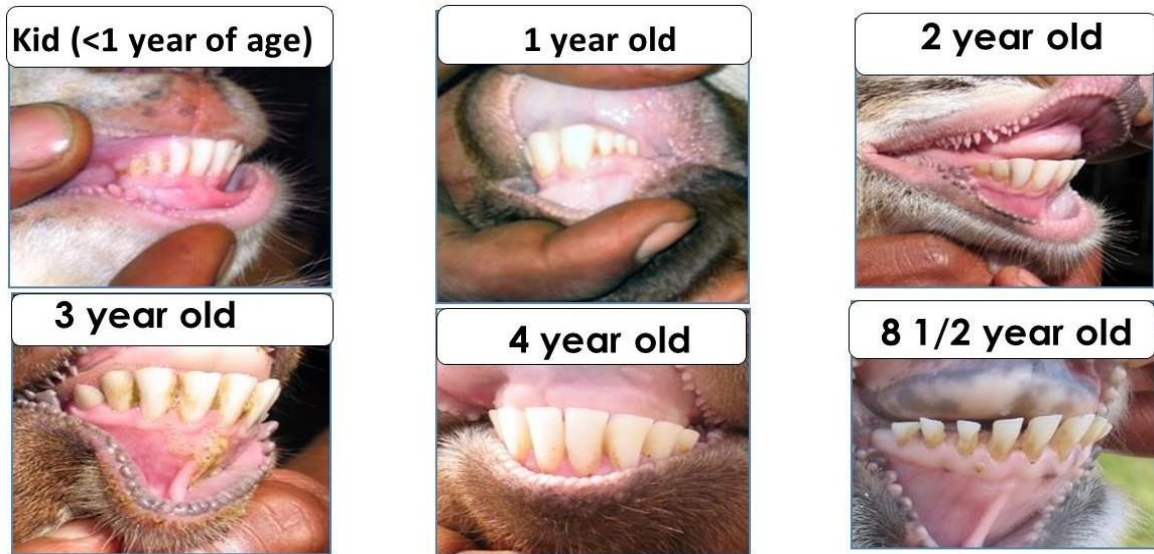 Kid (<1 year of age)
1 year old
2 year old
3 year old
4 year old
8 1/2 year old